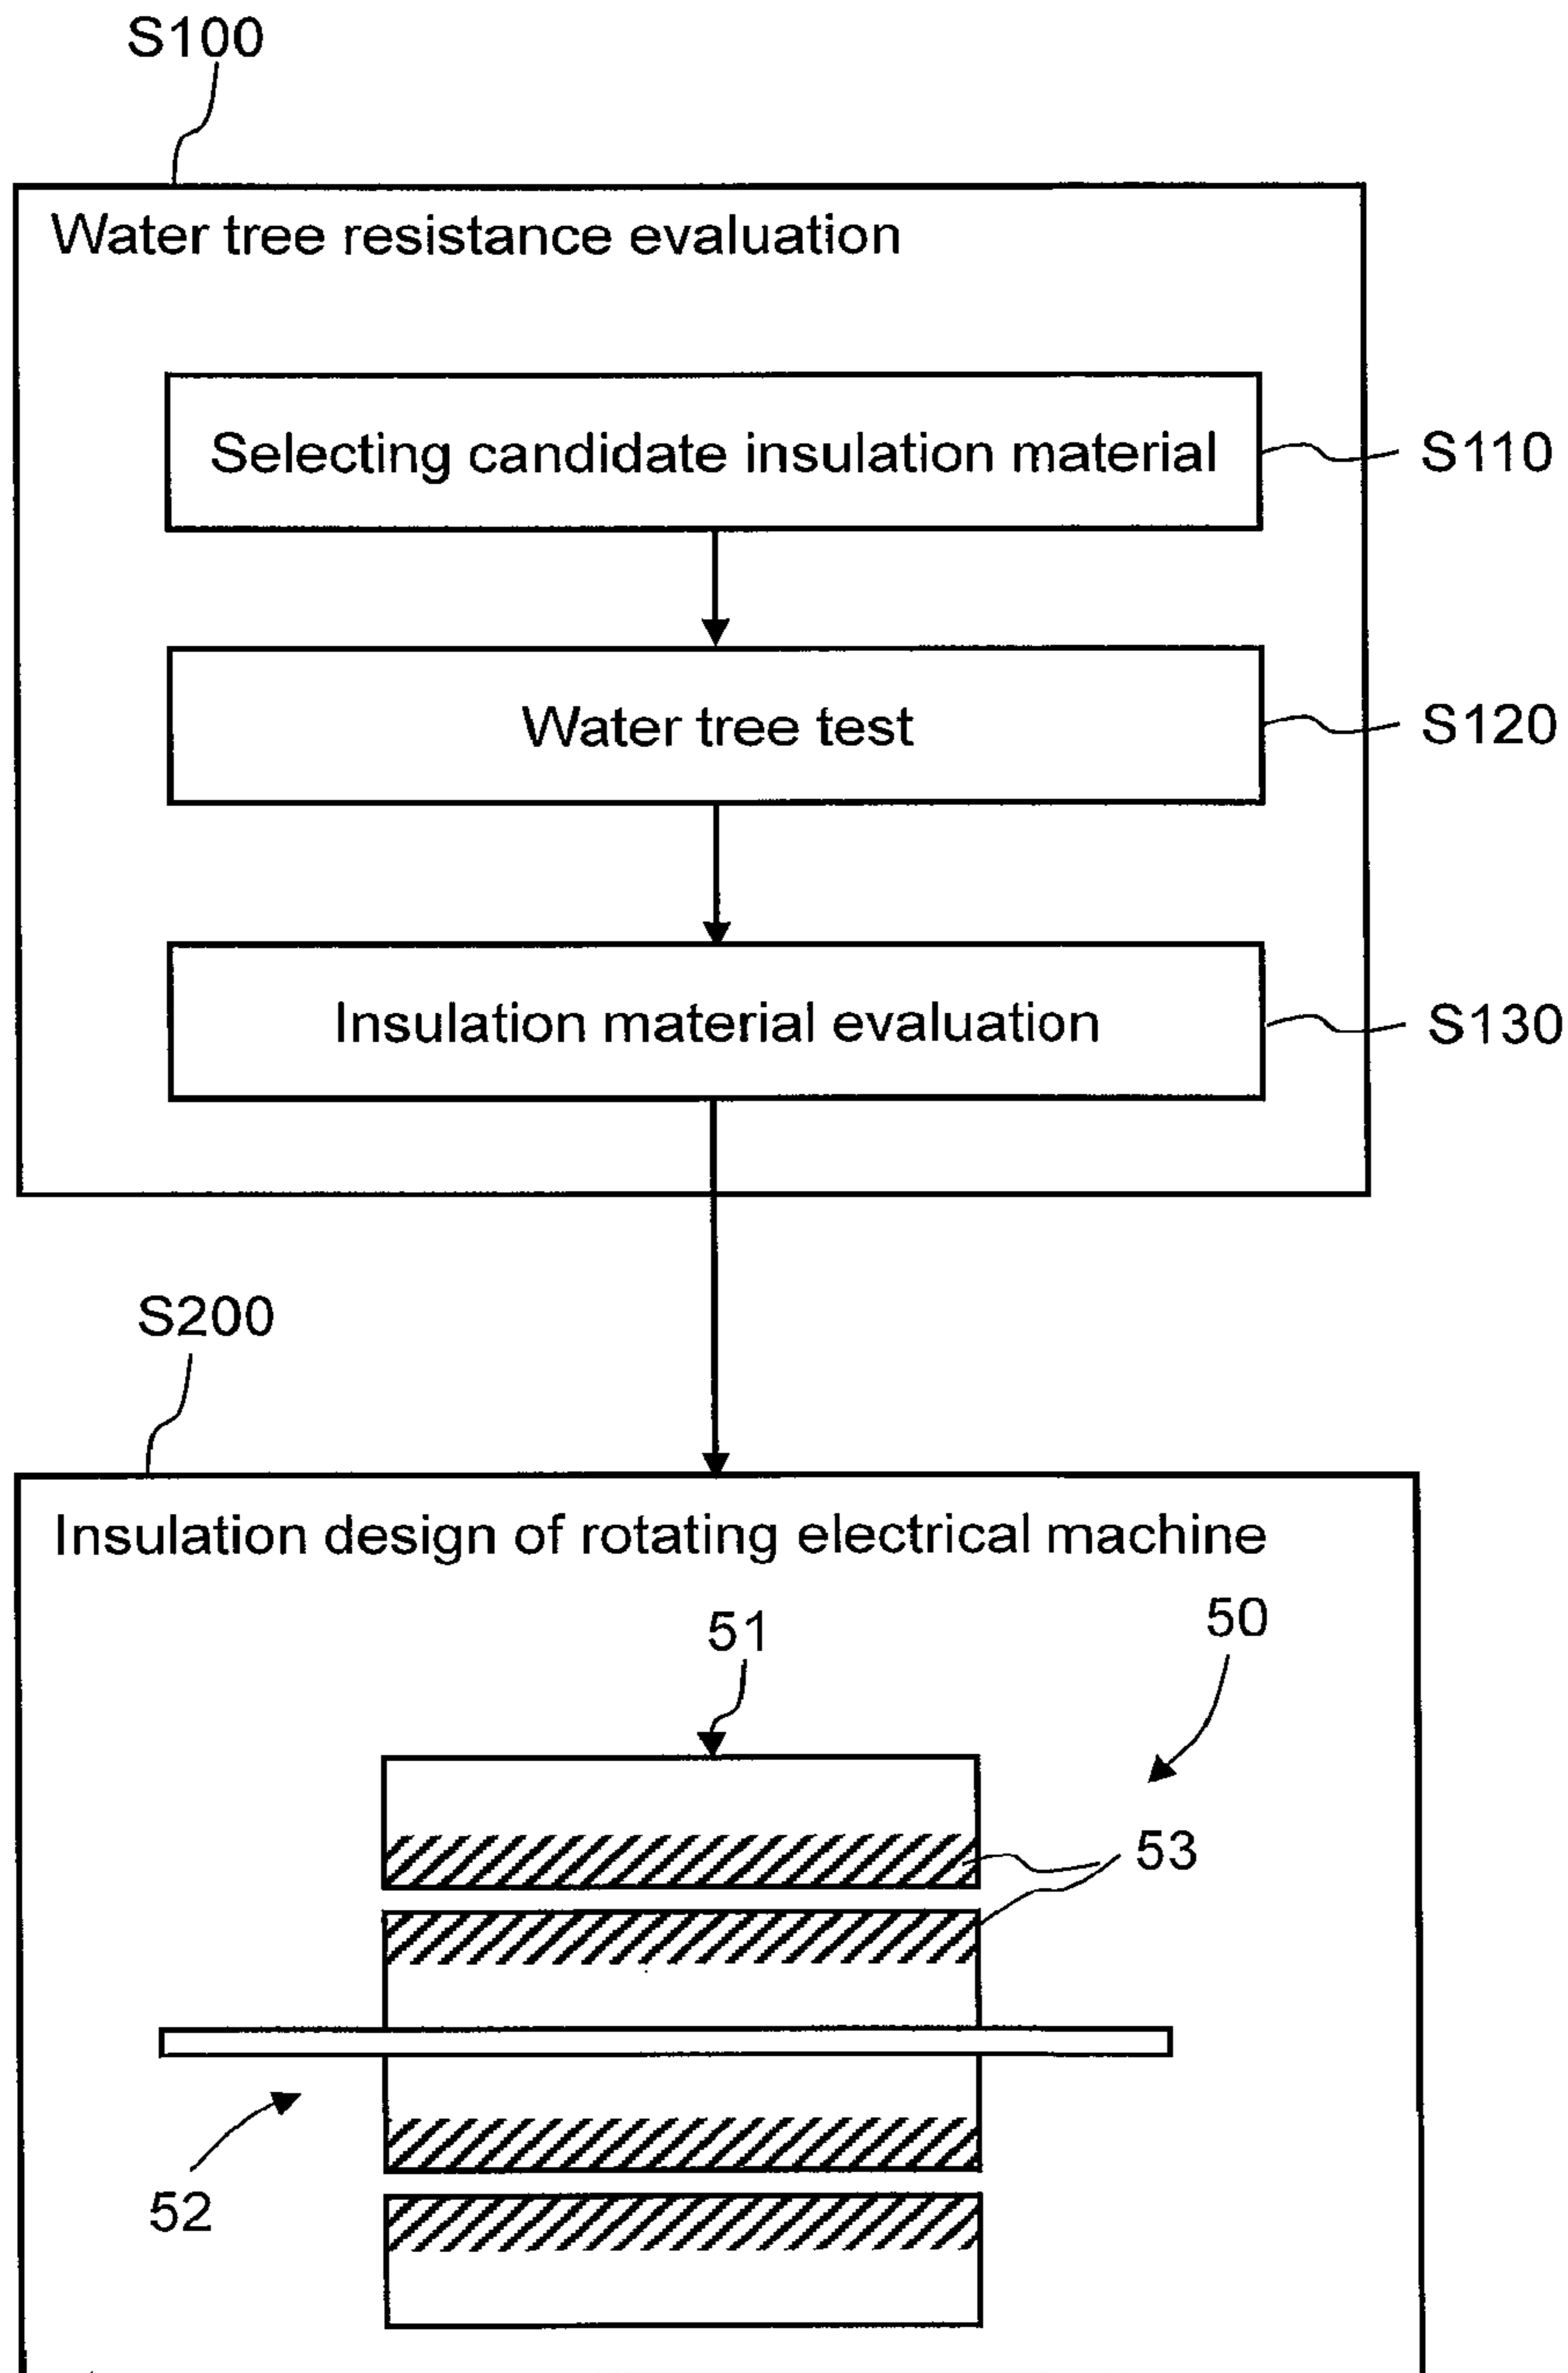 S100
Water tree resistance evaluation
Selecting candidate insulation material
S110
Water tree test
S120
Insulation material evaluation
S130
S200
Insulation design of rotating electrical machine
51
50
53
52